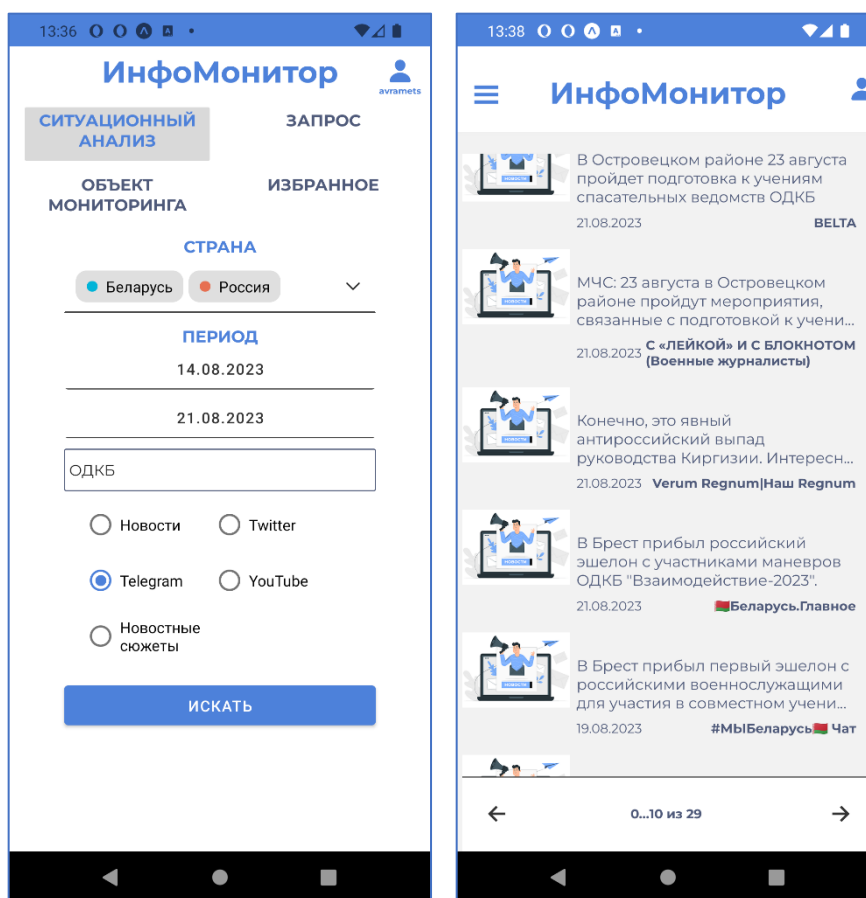 13:36
ИнфоМонитор
avramets
СИТУАЦИОННЫЙ
АНАЛИЗ
ЗАПРОС
ОБЪЕКТ
МОНИТОРИНГА
ИЗБРАННОЕ
СТРАНА
Беларусь
Россия
ПЕРИОД
14.08.2023
21.08.2023
ОДКБ
Новости
Twitter
Telegram
YouTube
Новостные
сюжеты
ИСКАТЬ
13:38
ИнфоМонитор
В Островецком районе 23 августа
пройдет подготовка к учениям
спасательных ведомств ОДКБ
21.08.2023 BELTA
МЧС: 23 августа в Островецком
районе пройдут мероприятия,
связанные с подготовкой к учени...
21.08.2023 С «ЛЕЙКОЙ» И С БЛОКНОТОМ
(Военные журналисты)
Конечно, это явный
антироссийский выпад
руководства Киргизии. Интересн...
21.08.2023 Verum Regnum|Наш Regnum
В Брест прибыл российский
эшелон с участниками маневров
ОДКБ "Взаимодействие-2023".
21.08.2023 🇧🇾Беларусь.Главное
В Брест прибыл первый эшелон с
российскими военнослужащими
для участия в совместном учени...
19.08.2023 #МЫБеларусь🇧🇾 Чат
НОВОСТИ
НОВОСТИ
НОВОСТИ
НОВОСТИ
НОВОСТИ
0...10 из 29